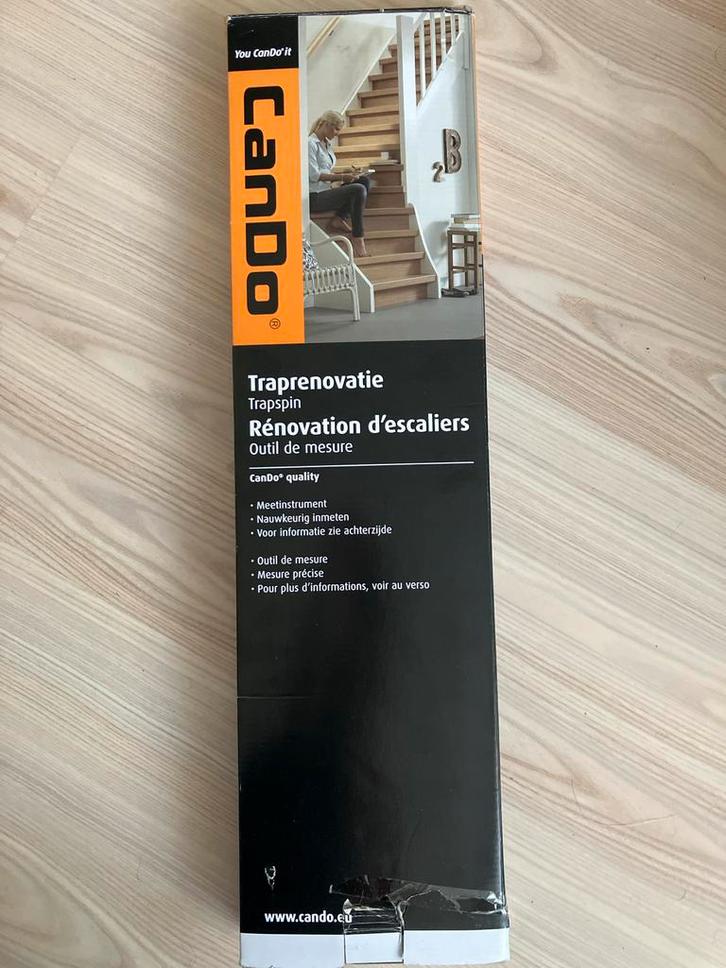 You CanDo® it
CanDo®
2B
Traprenovatie
Trapspin
Rénovation d'escaliers
Outil de mesure
CanDo® quality
• Meetinstrument
• Nauwkeurig inmeten
• Voor informatie zie achterzijde
• Outil de mesure
• Mesure précise
• Pour plus d'informations, voir au verso
www.cando.eu